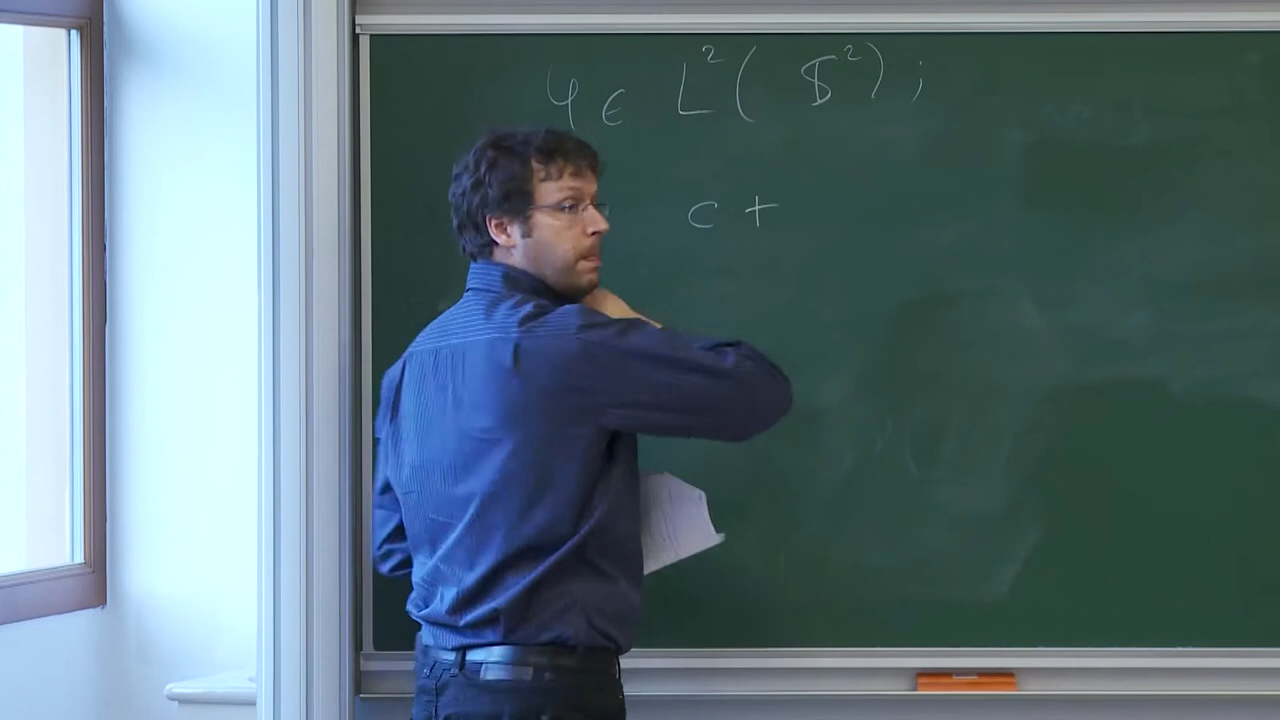 φ ∈ L²( 𝕊²) ;
c +